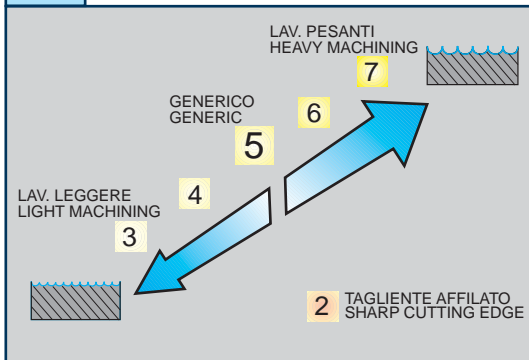 LAV. PESANTI
HEAVY MACHINING
7
6
GENERICO
GENERIC
5
4
LAV. LEGGERE
LIGHT MACHINING
3
2 TAGLIENTE AFFILATO
SHARP CUTTING EDGE